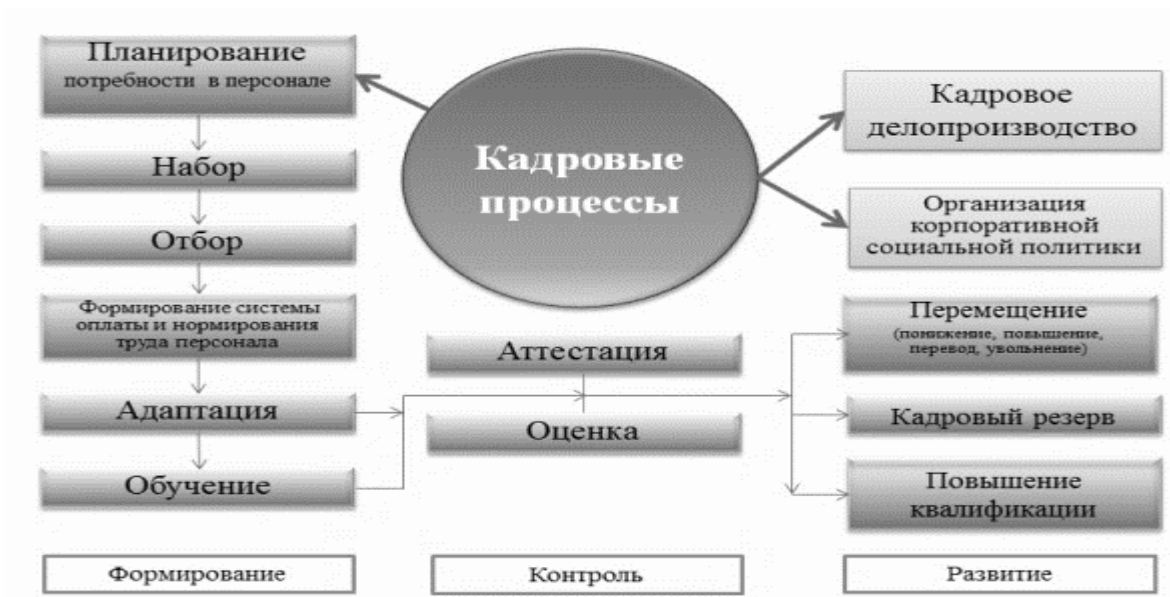 Планирование
потребности в персонале
Набор
Отбор
Формирование системы
оплаты и нормирования
труда персонала
Адаптация
Обучение
Формирование
Кадровые
процессы
Аттестация
Оценка
Контроль
Кадровое
делопроизводство
Организация
корпоративной
социальной политики
Перемещение
(понижение, повышение,
перевод, увольнение)
Кадровый резерв
Повышение
квалификации
Развитие